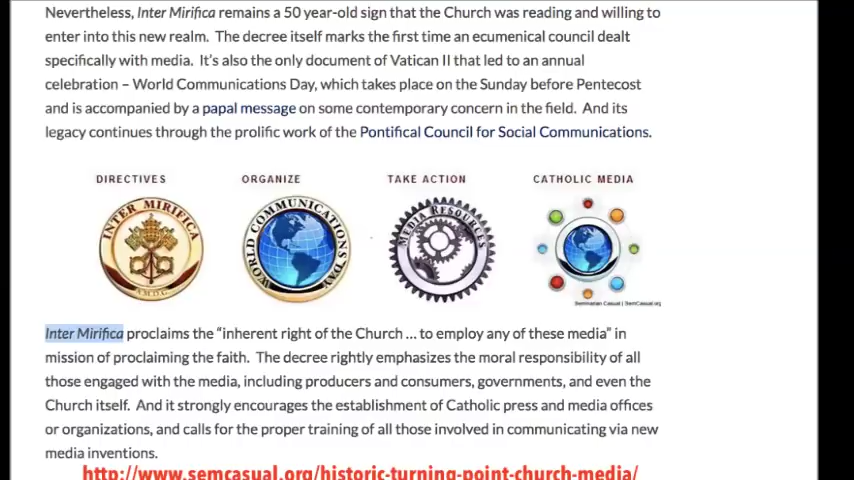 Nevertheless, Inter Mirifica remains a 50 year-old sign that the Church was reading and willing to
enter into this new realm. The decree itself marks the first time an ecumenical council dealt
specifically with media. It's also the only document of Vatican II that led to an annual
celebration – World Communications Day, which takes place on the Sunday before Pentecost
and is accompanied by a papal message on some contemporary concern in the field. And its
legacy continues through the prolific work of the Pontifical Council for Social Communications.
DIRECTIVES
ORGANIZE
TAKE ACTION
CATHOLIC MEDIA
INTER MIRIFICA
A.M.D.G.
WORLD COMMUNICATIONS DAY
MEDIA RESOURCES
Seminarian Casual | SemCasual.org
Inter Mirifica proclaims the “inherent right of the Church … to employ any of these media” in
mission of proclaiming the faith. The decree rightly emphasizes the moral responsibility of all
those engaged with the media, including producers and consumers, governments, and even the
Church itself. And it strongly encourages the establishment of Catholic press and media offices
or organizations, and calls for the proper training of all those involved in communicating via new
media inventions.
http://www.semcasual.org/historic-turning-point-church-media/